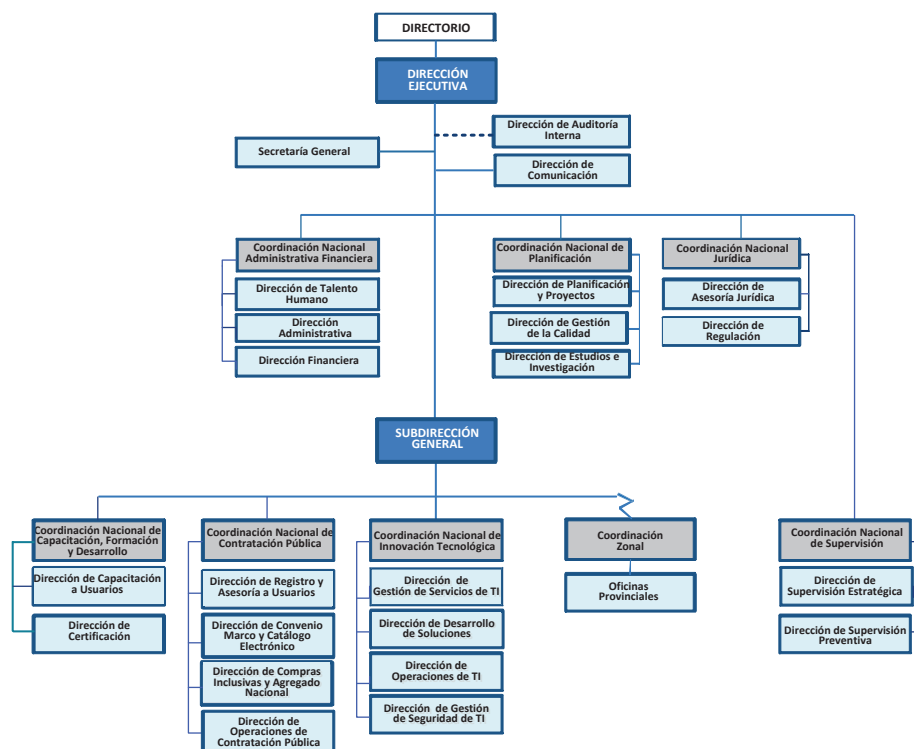 DIRECTORIO
DIRECCIÓN
EJECUTIVA
Dirección de Auditoría
Interna
Secretaría General
Dirección de
Comunicación
Coordinación Nacional
Administrativa Financiera
Dirección de Talento
Humano
Dirección
Administrativa
Dirección Financiera
Coordinación Nacional de
Planificación
Dirección de Planificación
y Proyectos
Dirección de Gestión
de la Calidad
Dirección de Estudios e
Investigación
Coordinación Nacional
Jurídica
Dirección de
Asesoría Jurídica
Dirección de
Regulación
SUBDIRECCIÓN
GENERAL
Coordinación Nacional de
Capacitación, Formación
y Desarrollo
Dirección de Capacitación
a Usuarios
Dirección de
Certificación
Coordinación Nacional de
Contratación Pública
Dirección de Registro y
Asesoría a Usuarios
Dirección de Convenio
Marco y Catálogo
Electrónico
Dirección de Compras
Inclusivas y Agregado
Nacional
Dirección de
Operaciones de
Contratación Pública
Coordinación Nacional de
Innovación Tecnológica
Dirección de
Gestión de Servicios de TI
Dirección de Desarrollo
de Soluciones
Dirección de
Operaciones de TI
Dirección de Gestión
de Seguridad de TI
Coordinación
Zonal
Oficinas
Provinciales
Coordinación Nacional
de Supervisión
Dirección de
Supervisión Estratégica
Dirección de Supervisión
Preventiva